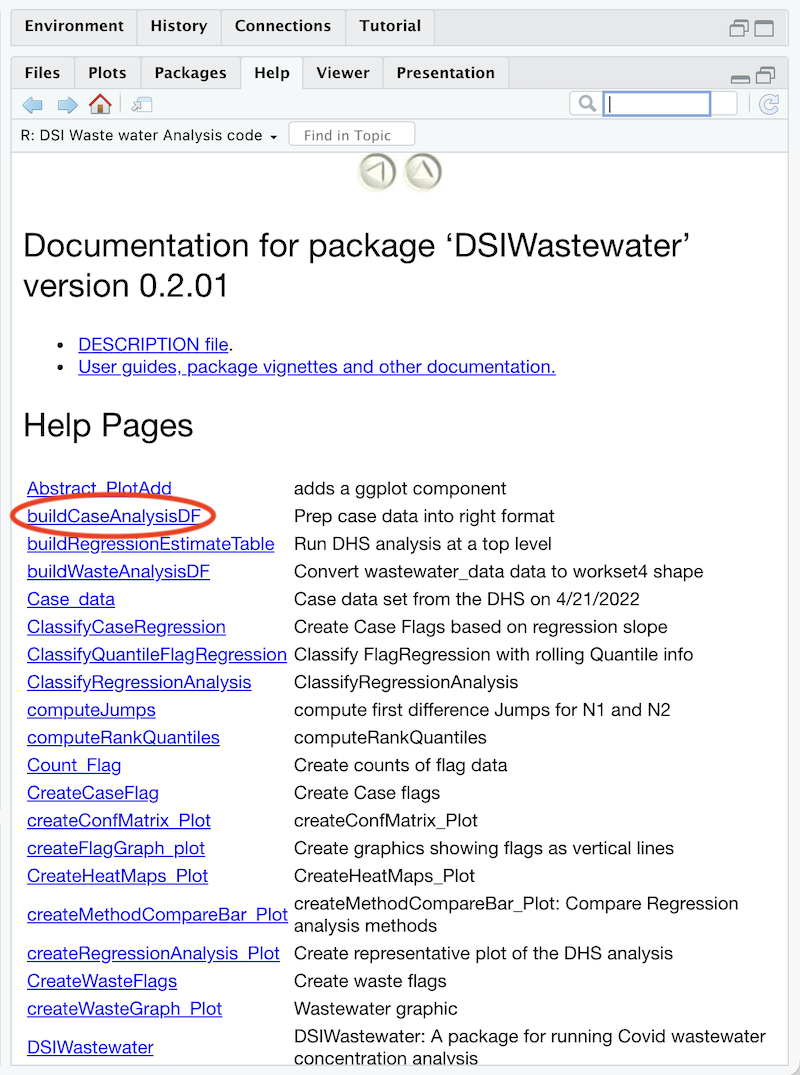 Environment History Connections Tutorial
Files Plots Packages Help Viewer Presentation
R: DSI Waste water Analysis code Find in Topic
Documentation for package ‘DSIWastewater’
version 0.2.01
• DESCRIPTION file.
• User guides, package vignettes and other documentation.
Help Pages
Abstract_PlotAdd adds a ggplot component
buildCaseAnalysisDF Prep case data into right format
buildRegressionEstimateTable Run DHS analysis at a top level
buildWasteAnalysisDF Convert wastewater_data data to workset4 shape
Case_data Case data set from the DHS on 4/21/2022
ClassifyCaseRegression Create Case Flags based on regression slope
ClassifyQuantileFlagRegression Classify FlagRegression with rolling Quantile info
ClassifyRegressionAnalysis ClassifyRegressionAnalysis
computeJumps compute first difference Jumps for N1 and N2
computeRankQuantiles computeRankQuantiles
Count_Flag Create counts of flag data
CreateCaseFlag Create Case flags
createConfMatrix_Plot createConfMatrix_Plot
createFlagGraph_plot Create graphics showing flags as vertical lines
CreateHeatMaps_Plot CreateHeatMaps_Plot
createMethodCompareBar_Plot createMethodCompareBar_Plot: Compare Regression
analysis methods
createRegressionAnalysis_Plot Create representative plot of the DHS analysis
CreateWasteFlags Create waste flags
createWasteGraph_Plot Wastewater graphic
DSIWastewater DSIWastewater: A package for running Covid wastewater
concentration analysis